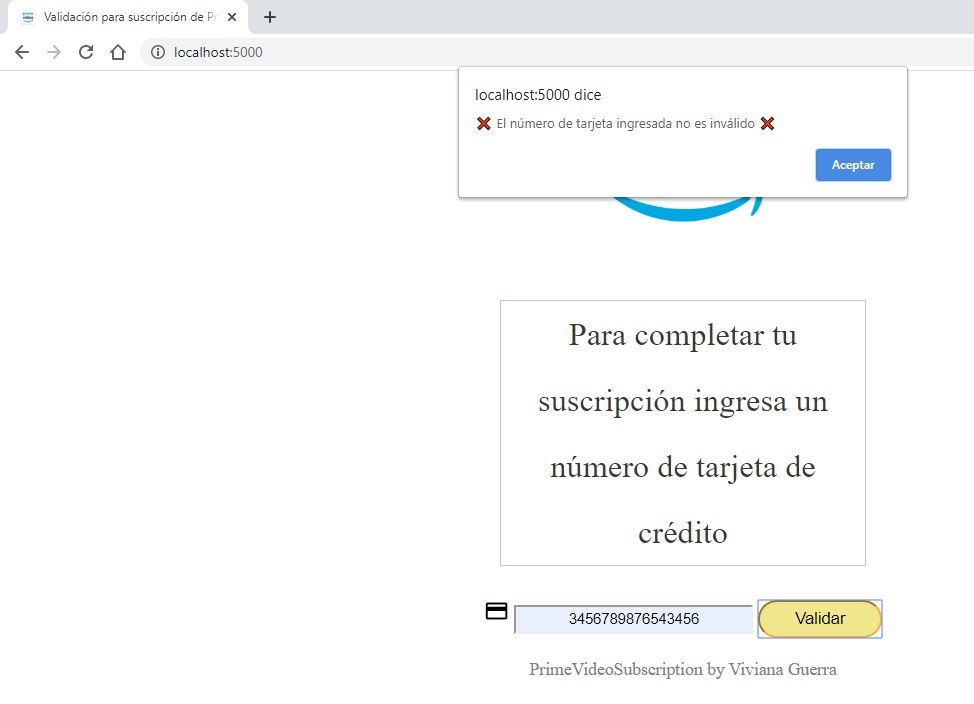 Validación para suscripción de Pr
localhost:5000
localhost:5000 dice
❌ El número de tarjeta ingresada no es inválido ❌
Aceptar
Para completar tu
suscripción ingresa un
número de tarjeta de
crédito
3456789876543456
Validar
PrimeVideoSubscription by Viviana Guerra